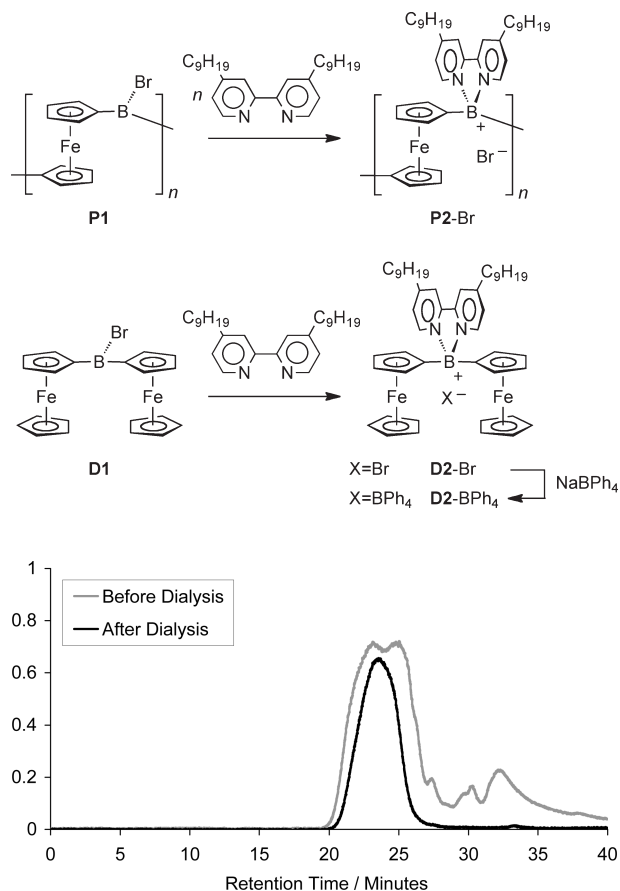 C9H19 C9H19
Br C9H19 C9H19
n N N N N
B B
+
Fe Fe Br −
n n
P1 P2-Br
C9H19 C9H19
Br C9H19 C9H19
N N N N
B B
+
Fe Fe Fe X − Fe
D1 X=Br D2-Br NaBPh4
X=BPh4 D2-BPh4
1
Before Dialysis
0.8
After Dialysis
0.6
0.4
0.2
0
0 5 10 15 20 25 30 35 40
Retention Time / Minutes